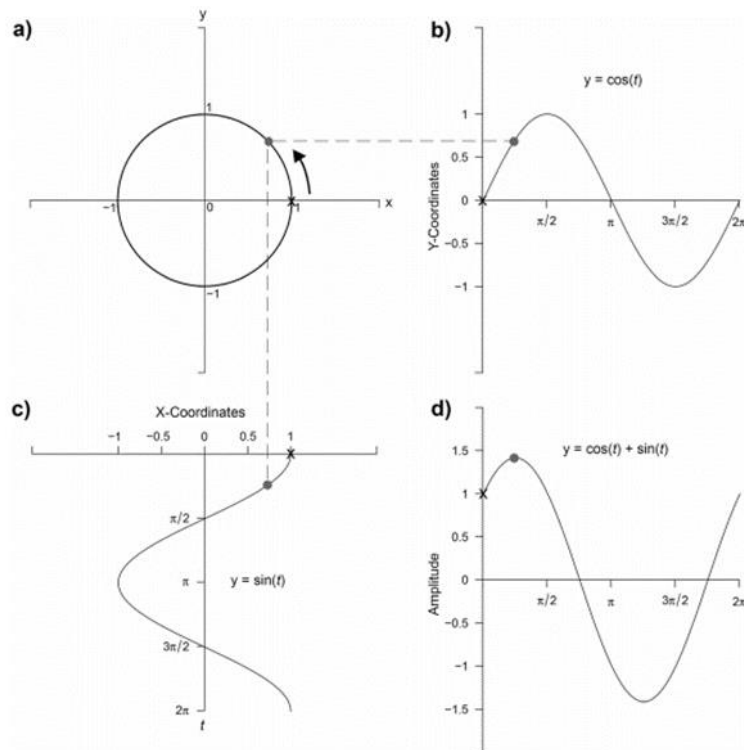 a)
y
1
−1
0
1
x
−1
b)
y = cos(t)
Y-Coordinates
1
0.5
0
−0.5
−1
π/2
π
3π/2
2π
c)
X-Coordinates
−1
−0.5
0
0.5
1
π/2
π
3π/2
2π
t
y = sin(t)
d)
y = cos(t) + sin(t)
Amplitude
1.5
1
0.5
0
−0.5
−1
−1.5
π/2
π
3π/2
2π